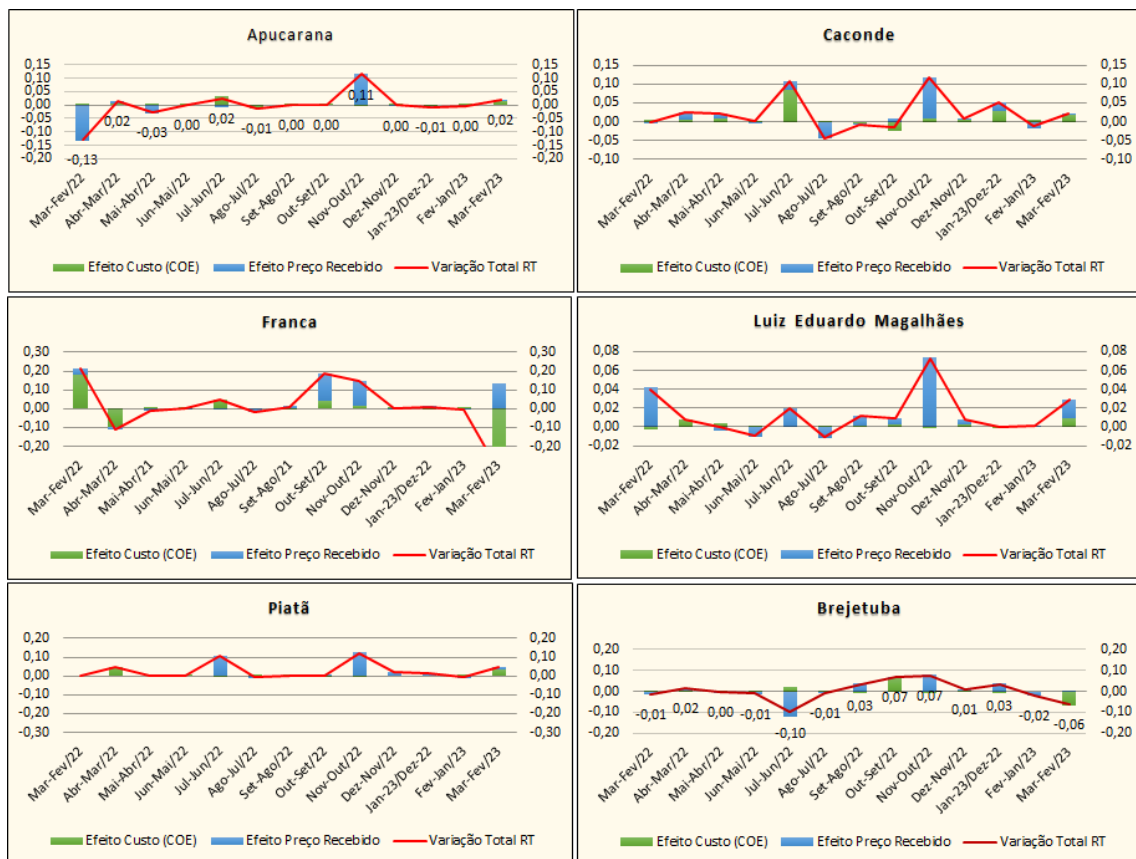 Apucarana
0,15 0,15
0,10 0,10
0,05 0,05
0,00 0,00
-0,05 -0,05
-0,10 -0,10
-0,15 -0,15
-0,20 -0,20
-0,13 0,02 -0,03 0,00 0,02 -0,01 0,00 0,00 0,11 0,00 -0,01 0,00 0,02
Mar-Fev/22 Abr-Mar/22 Mai-Abr/22 Jun-Mai/22 Jul-Jun/22 Ago-Jul/22 Set-Ago/22 Out-Set/22 Nov-Out/22 Dez-Nov/22 Jan-23/Dez-22 Fev-Jan/23 Mar-Fev/23
Efeito Custo (COE) Efeito Preço Recebido Variação Total RT
Caconde
0,15 0,15
0,10 0,10
0,05 0,05
0,00 0,00
-0,05 -0,05
-0,10 -0,10
Mar-Fev/22 Abr-Mar/22 Mai-Abr/22 Jun-Mai/22 Jul-Jun/22 Ago-Jul/22 Set-Ago/22 Out-Set/22 Nov-Out/22 Dez-Nov/22 Jan-23/Dez-22 Fev-Jan/23 Mar-Fev/23
Efeito Custo (COE) Efeito Preço Recebido Variação Total RT
Franca
0,30 0,30
0,20 0,20
0,10 0,10
0,00 0,00
-0,10 -0,10
-0,20 -0,20
Mar-Fev/22 Abr-Mar/22 Mai-Abr/21 Jun-Mai/22 Jul-Jun/22 Ago-Jul/22 Set-Ago/21 Out-Set/22 Nov-Out/22 Dez-Nov/22 Jan-23/Dez-22 Fev-Jan/23 Mar-Fev/23
Efeito Custo (COE) Efeito Preço Recebido Variação Total RT
Luiz Eduardo Magalhães
0,08 0,08
0,06 0,06
0,04 0,04
0,02 0,02
0,00 0,00
-0,02 -0,02
Mar-Fev/22 Abr-Mar/22 Mai-Abr/22 Jun-Mai/22 Jul-Jun/22 Ago-Jul/22 Set-Ago/22 Out-Set/22 Nov-Out/22 Dez-Nov/22 Jan-23/Dez-22 Fev-Jan/23 Mar-Fev/23
Efeito Custo (COE) Efeito Preço Recebido Variação Total RT
Piatã
0,20 0,20
0,10 0,10
0,00 0,00
-0,10 -0,10
-0,20 -0,20
-0,30 -0,30
Mar-Fev/22 Abr-Mar/22 Mai-Abr/22 Jun-Mai/22 Jul-Jun/22 Ago-Jul/22 Set-Ago/22 Out-Set/22 Nov-Out/22 Dez-Nov/22 Jan-23/Dez-22 Fev-Jan/23 Mar-Fev/23
Efeito Custo (COE) Efeito Preço Recebido Variação Total RT
Brejetuba
0,20 0,20
0,10 0,10
0,00 0,00
-0,10 -0,10
-0,20 -0,20
-0,01 0,02 0,00 -0,01 -0,10 -0,01 0,03 0,07 0,07 0,01 0,03 -0,02 -0,06
Mar-Fev/22 Abr-Mar/22 Mai-Abr/22 Jun-Mai/22 Jul-Jun/22 Ago-Jul/22 Set-Ago/22 Out-Set/22 Nov-Out/22 Dez-Nov/22 Jan-23/Dez-22 Fev-Jan/23 Mar-Fev/23
Efeito Custo (COE) Efeito Preço Recebido Variação Total RT